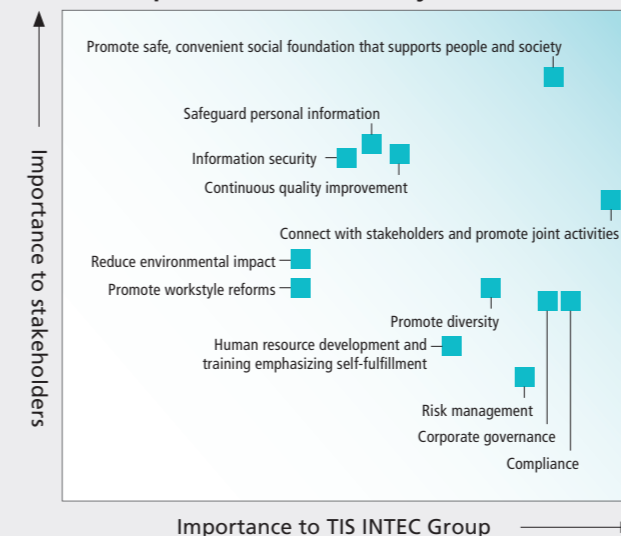 Promote safe, convenient social foundation that supports people and society
Safeguard personal information
Information security
Continuous quality improvement
Connect with stakeholders and promote joint activities
Reduce environmental impact
Promote workstyle reforms
Promote diversity
Human resource development and
training emphasizing self-fulfillment
Risk management
Corporate governance
Compliance
Importance to stakeholders
Importance to TIS INTEC Group